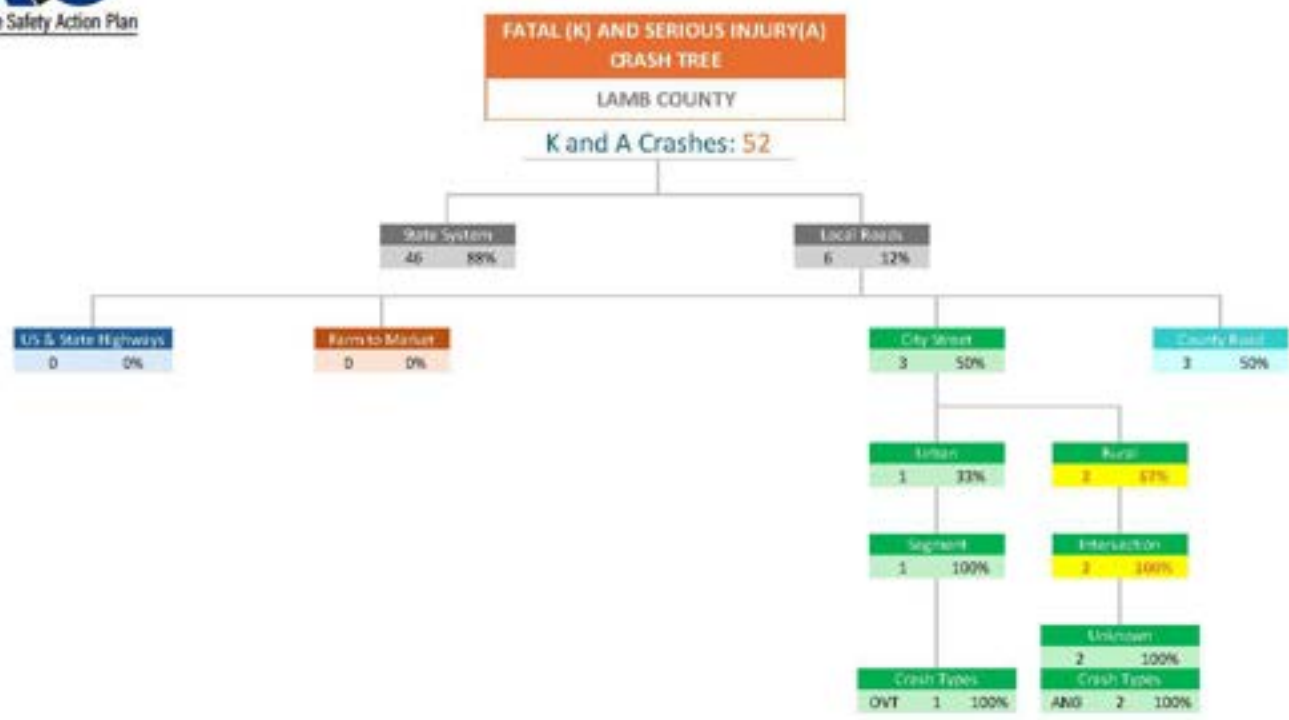 e Safety Action Plan
FATAL (K) AND SERIOUS INJURY(A)
CRASH TREE
LAMB COUNTY
K and A Crashes: 52
State System
46 88%
Local Roads
6 12%
US & State Highways
0 0%
Farm to Market
0 0%
City Street
3 50%
County Road
3 50%
Urban
1 33%
Rural
2 67%
Segment
1 100%
Intersection
2 100%
Unknown
2 100%
Crash Types
OVT 1 100%
Crash Types
ANG 2 100%